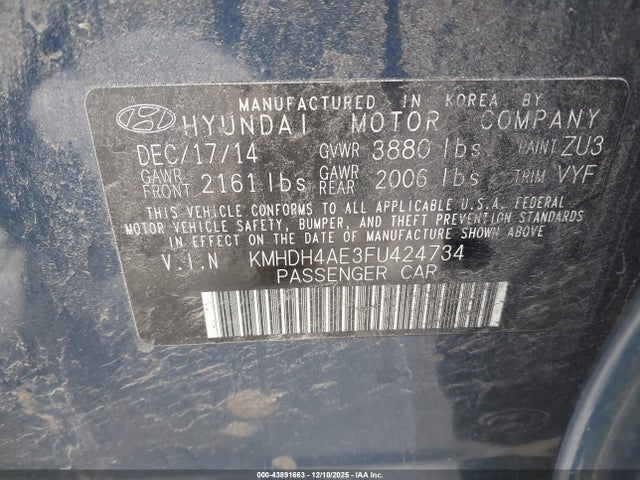 MANUFACTURED IN KOREA BY
HYUNDAI MOTOR COMPANY
DEC/17/14 GVWR 3880 lbs PAINT ZU3
GAWR FRONT 2161 lbs GAWR REAR 2006 lbs TRIM VYF
THIS VEHICLE CONFORMS TO ALL APPLICABLE U.S.A. FEDERAL
MOTOR VEHICLE SAFETY, BUMPER, AND THEFT PREVENTION STANDARDS
IN EFFECT ON THE DATE OF MANUFACTURE SHOWN ABOVE
V.I.N KMHDH4AE3FU424734
PASSENGER CAR
000-43891663 - 12/10/2025 - IAA Inc.